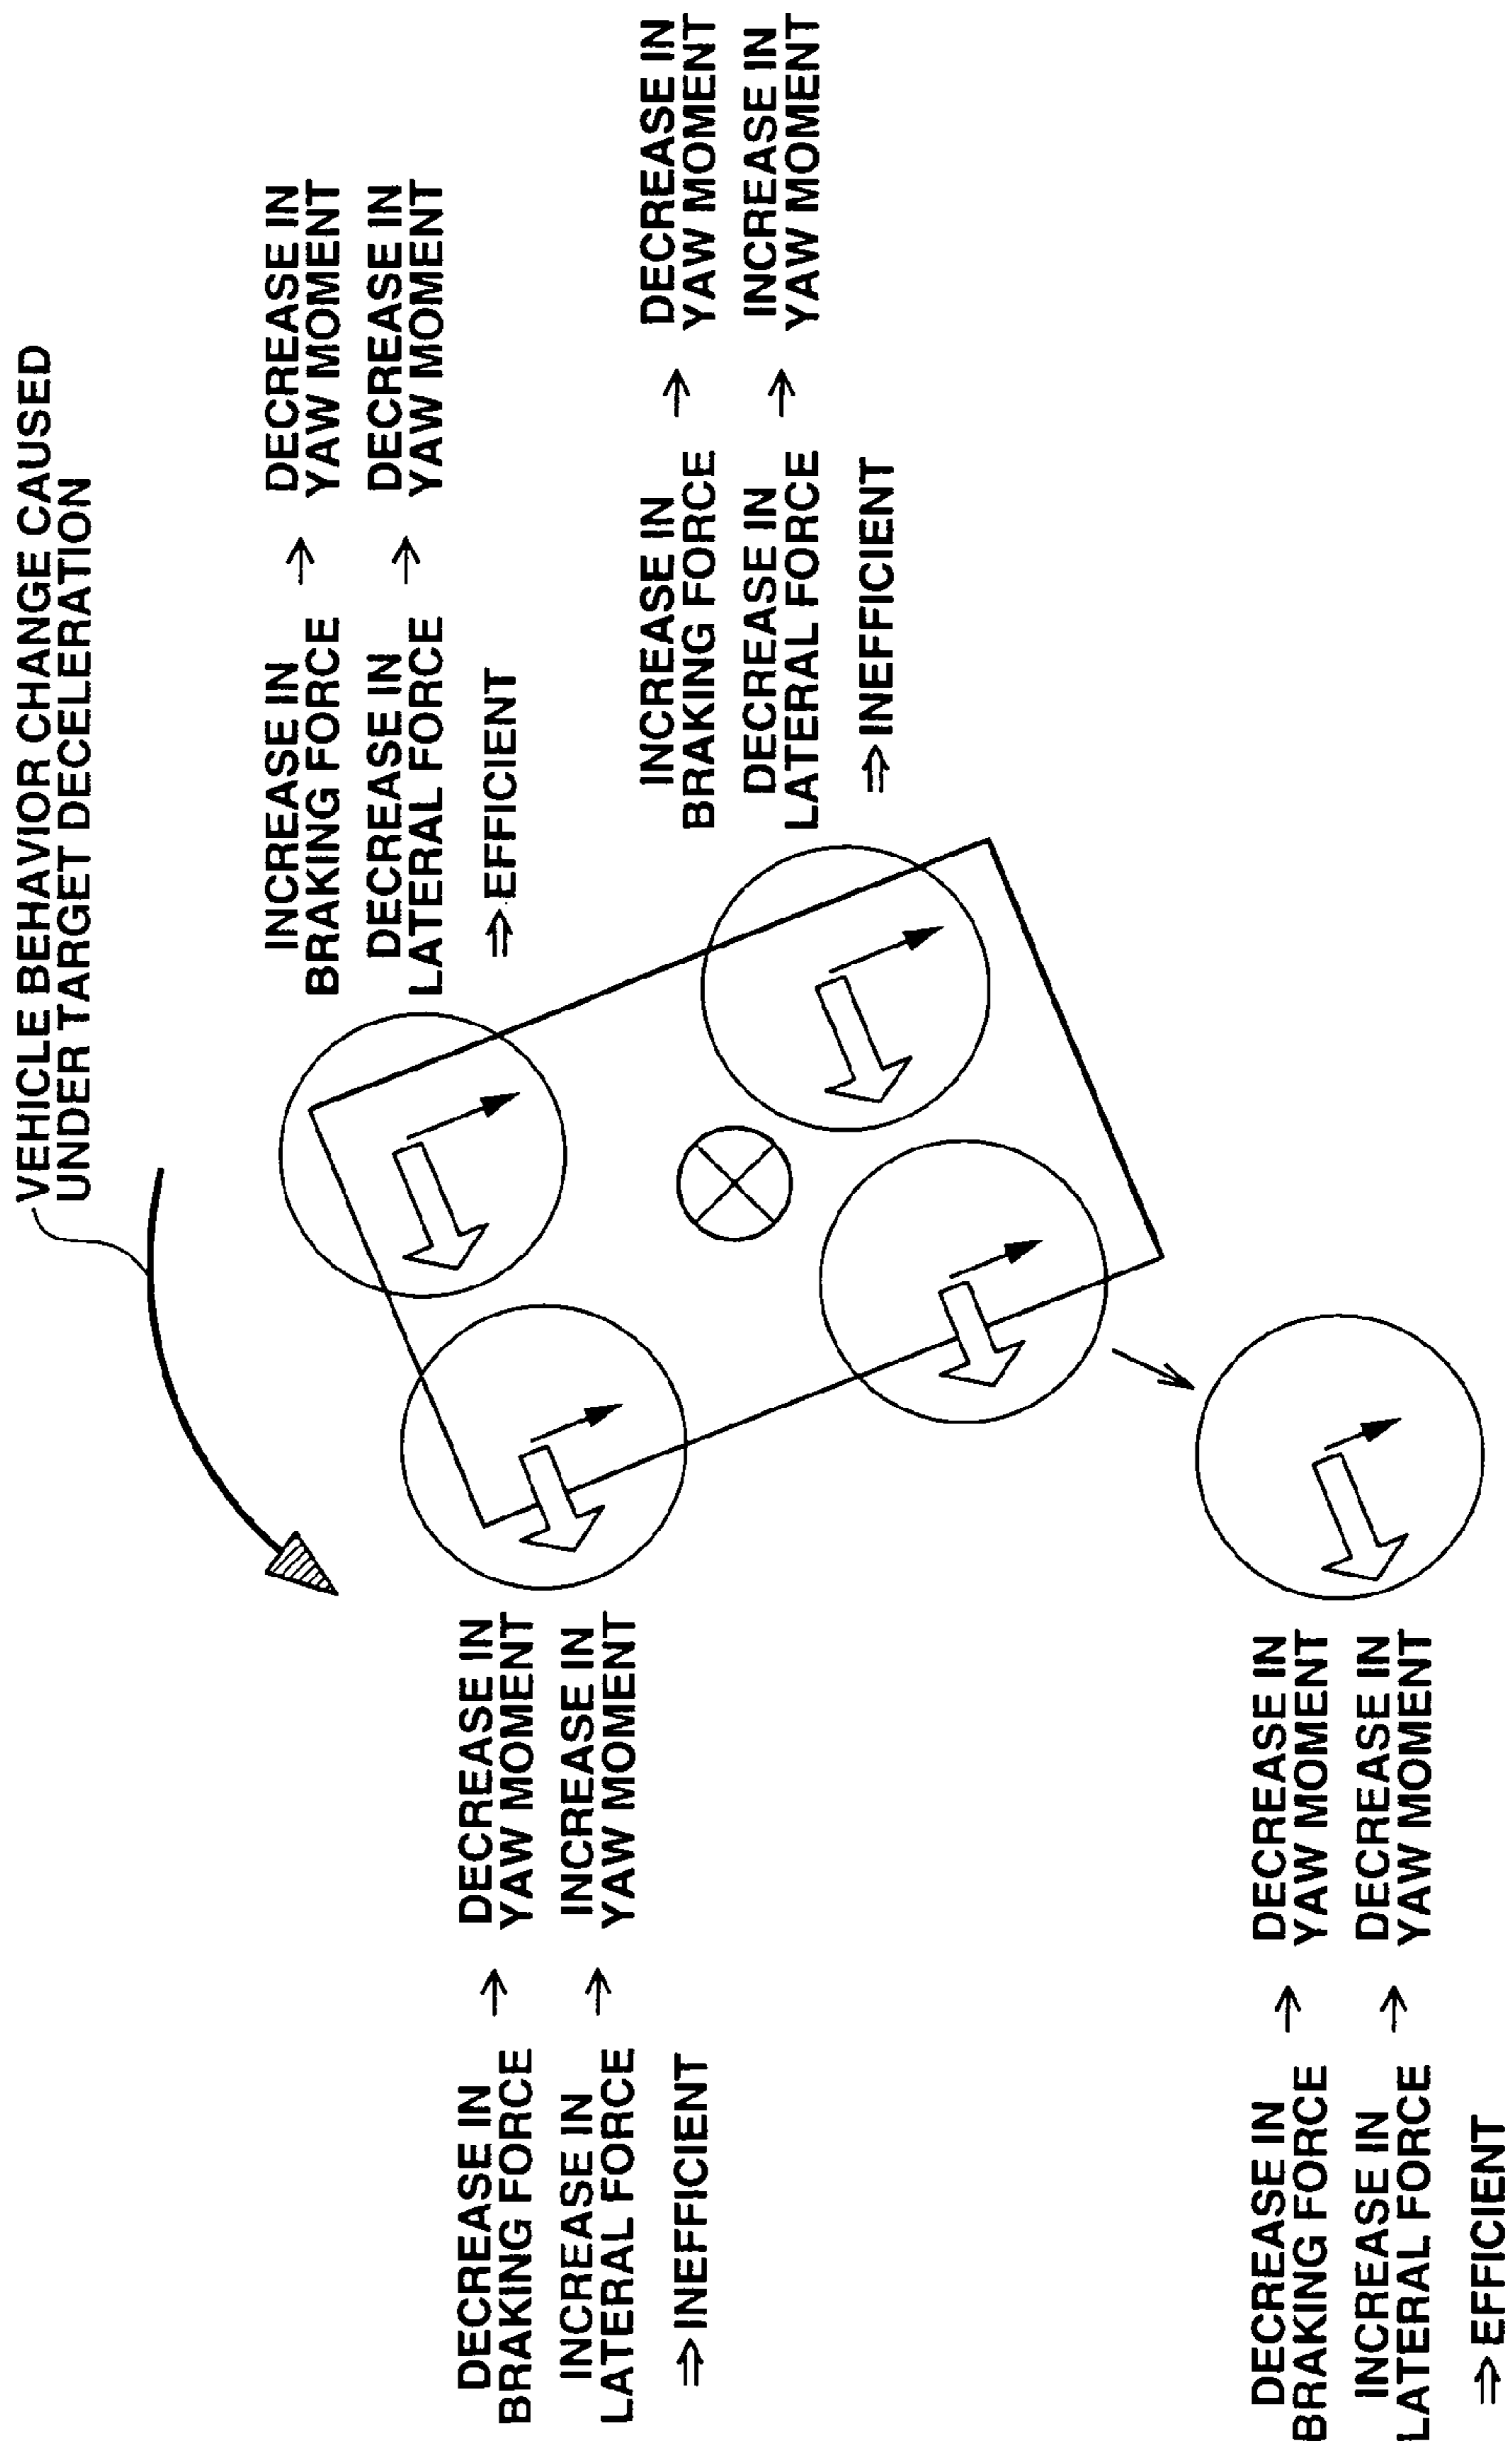 VEHICLE BEHAVIOR CHANGE CAUSED
UNDER TARGET DECELERATION
INCREASE IN
BRAKING FORCE → DECREASE IN
YAW MOMENT
DECREASE IN
LATERAL FORCE → DECREASE IN
YAW MOMENT
⇒ EFFICIENT
DECREASE IN
BRAKING FORCE → DECREASE IN
YAW MOMENT
INCREASE IN
LATERAL FORCE → INCREASE IN
YAW MOMENT
⇒ INEFFICIENT
INCREASE IN
BRAKING FORCE → DECREASE IN
YAW MOMENT
DECREASE IN
LATERAL FORCE → INCREASE IN
YAW MOMENT
⇒ INEFFICIENT
DECREASE IN
BRAKING FORCE → DECREASE IN
YAW MOMENT
INCREASE IN
LATERAL FORCE → DECREASE IN
YAW MOMENT
⇒ EFFICIENT